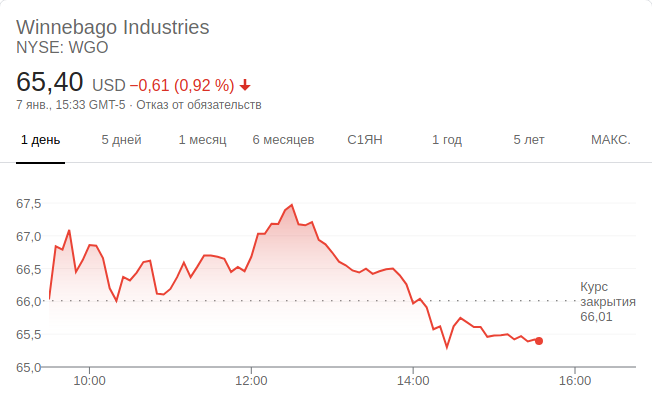 Winnebago Industries
NYSE: WGO
65,40 USD −0,61 (0,92 %)
7 янв., 15:33 GMT-5 · Отказ от обязательств
1 день 5 дней 1 месяц 6 месяцев С1ЯН 1 год 5 лет МАКС.
67,5
67,0
66,5
66,0
65,5
65,0
Курс
закрытия
66,01
10:00 12:00 14:00 16:00